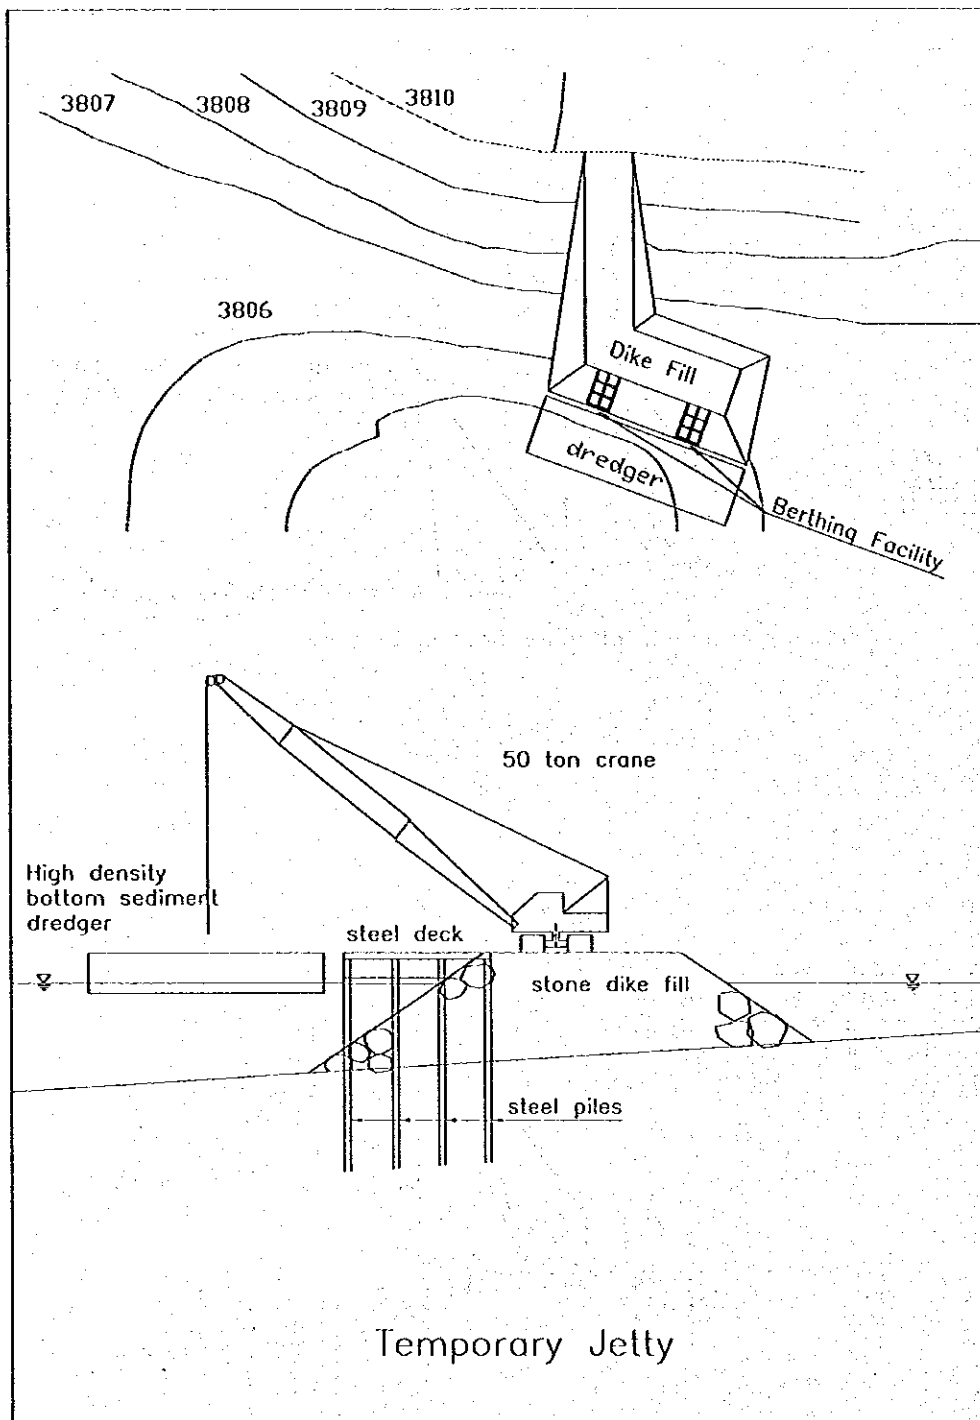 3807
3808
3809
3810
3806
Dike Fill
dredger
Berthing Facility
50 ton crane
High density
bottom sediment
dredger
steel deck
stone dike fill
steel piles
Temporary Jetty